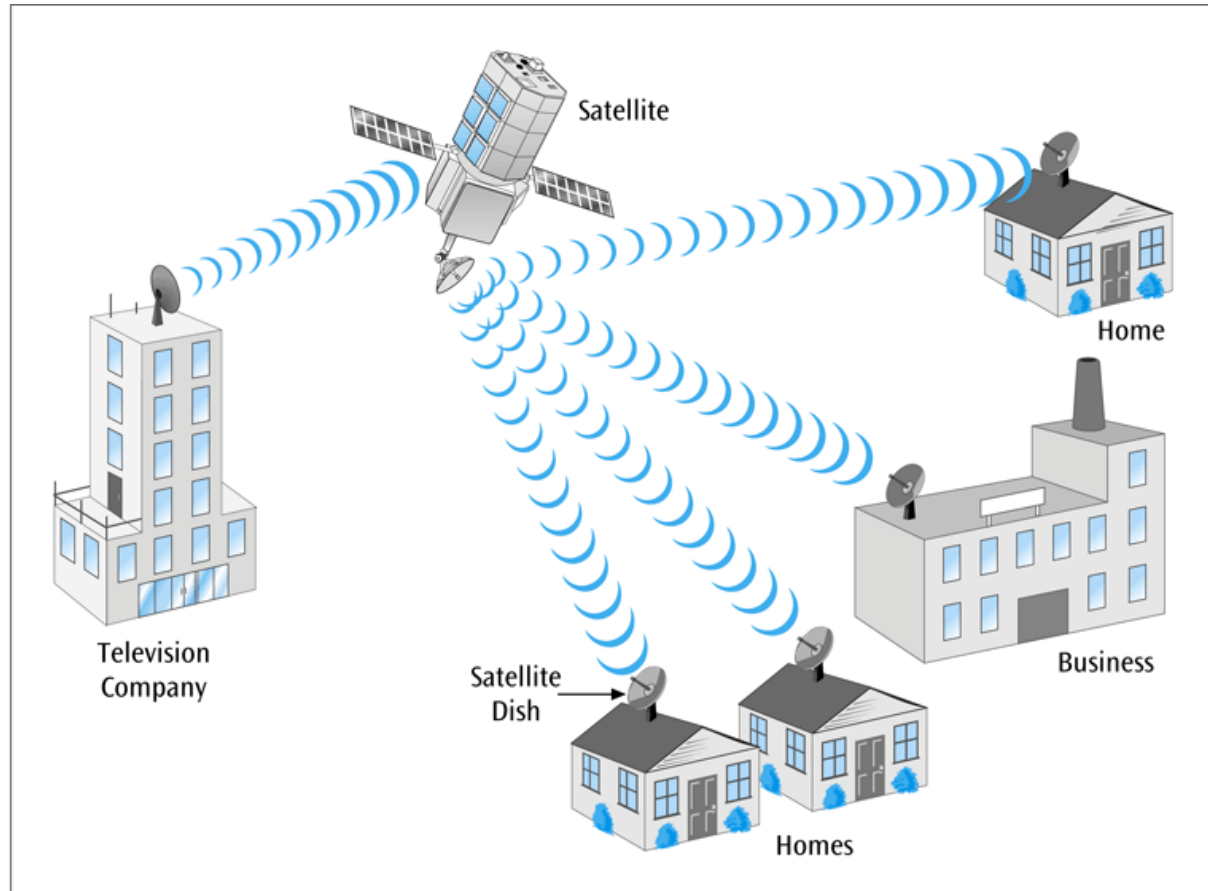 Satellite
Home
Television
Company
Satellite
Dish
Business
Homes